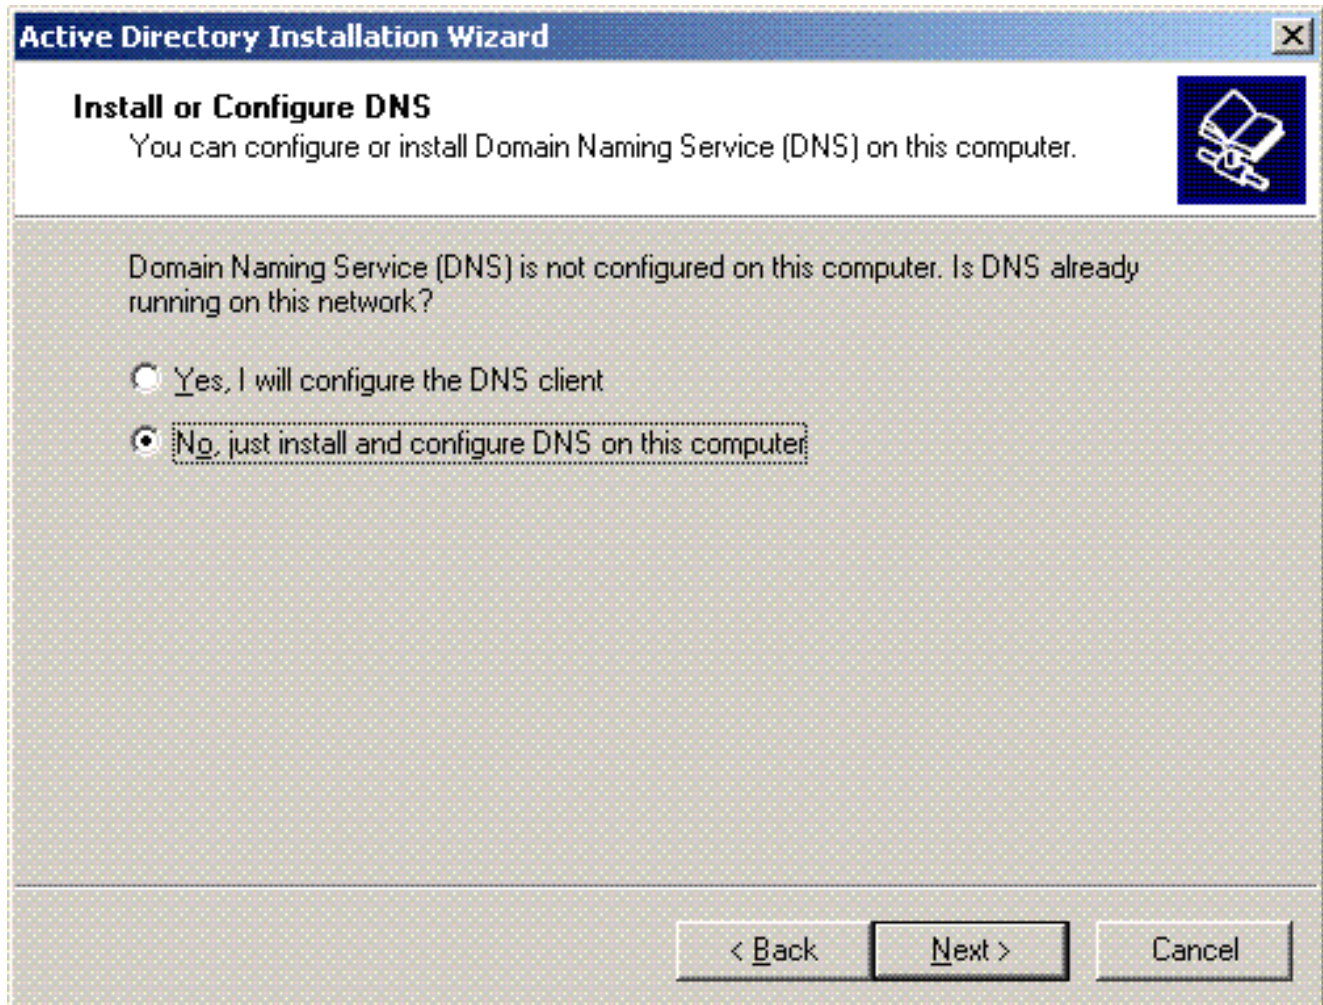 Active Directory Installation Wizard
Install or Configure DNS
You can configure or install Domain Naming Service (DNS) on this computer.
Domain Naming Service (DNS) is not configured on this computer. Is DNS already
running on this network?
Yes, I will configure the DNS client
No, just install and configure DNS on this computer
< Back
Next >
Cancel